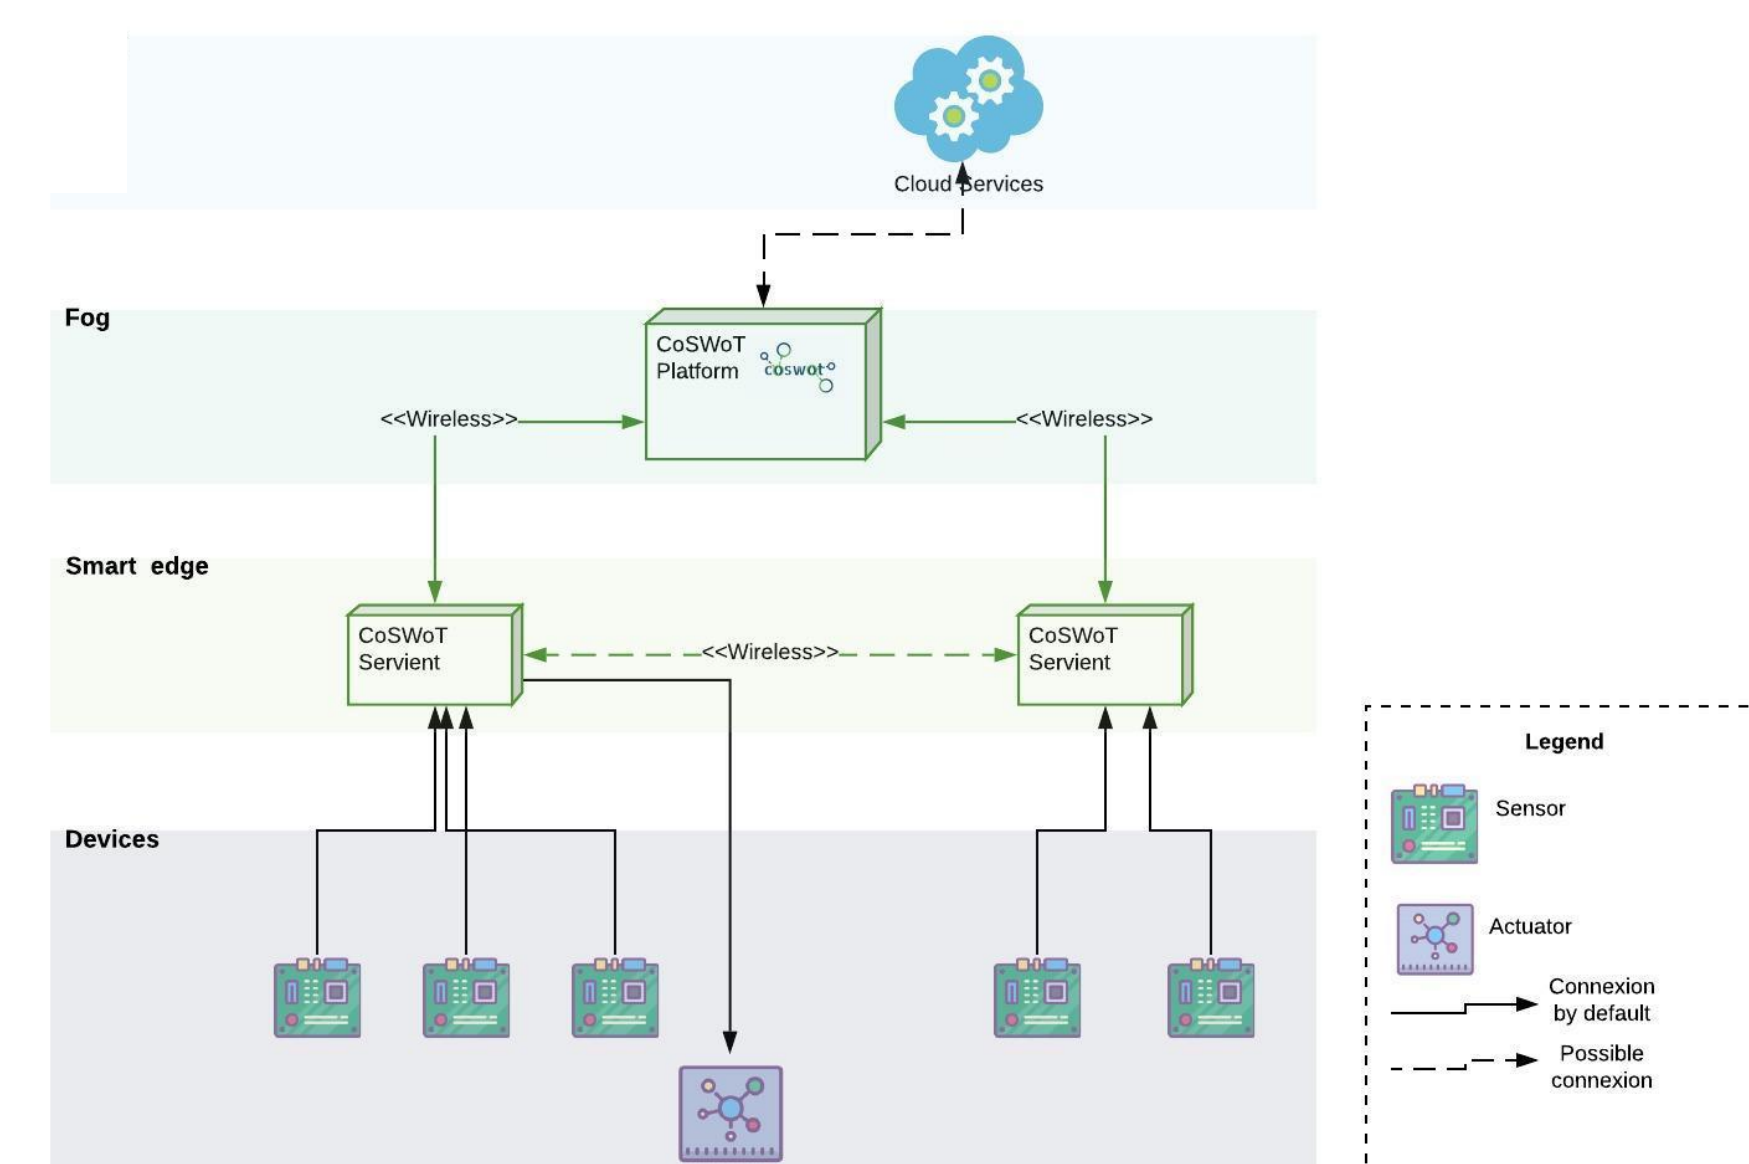 Cloud Services
Fog
CoSWoT
Platform
coswot
<<Wireless>>
<<Wireless>>
Smart edge
CoSWoT
Servient
<<Wireless>>
CoSWoT
Servient
Devices
Legend
Sensor
Actuator
Connexion
by default
Possible
connexion